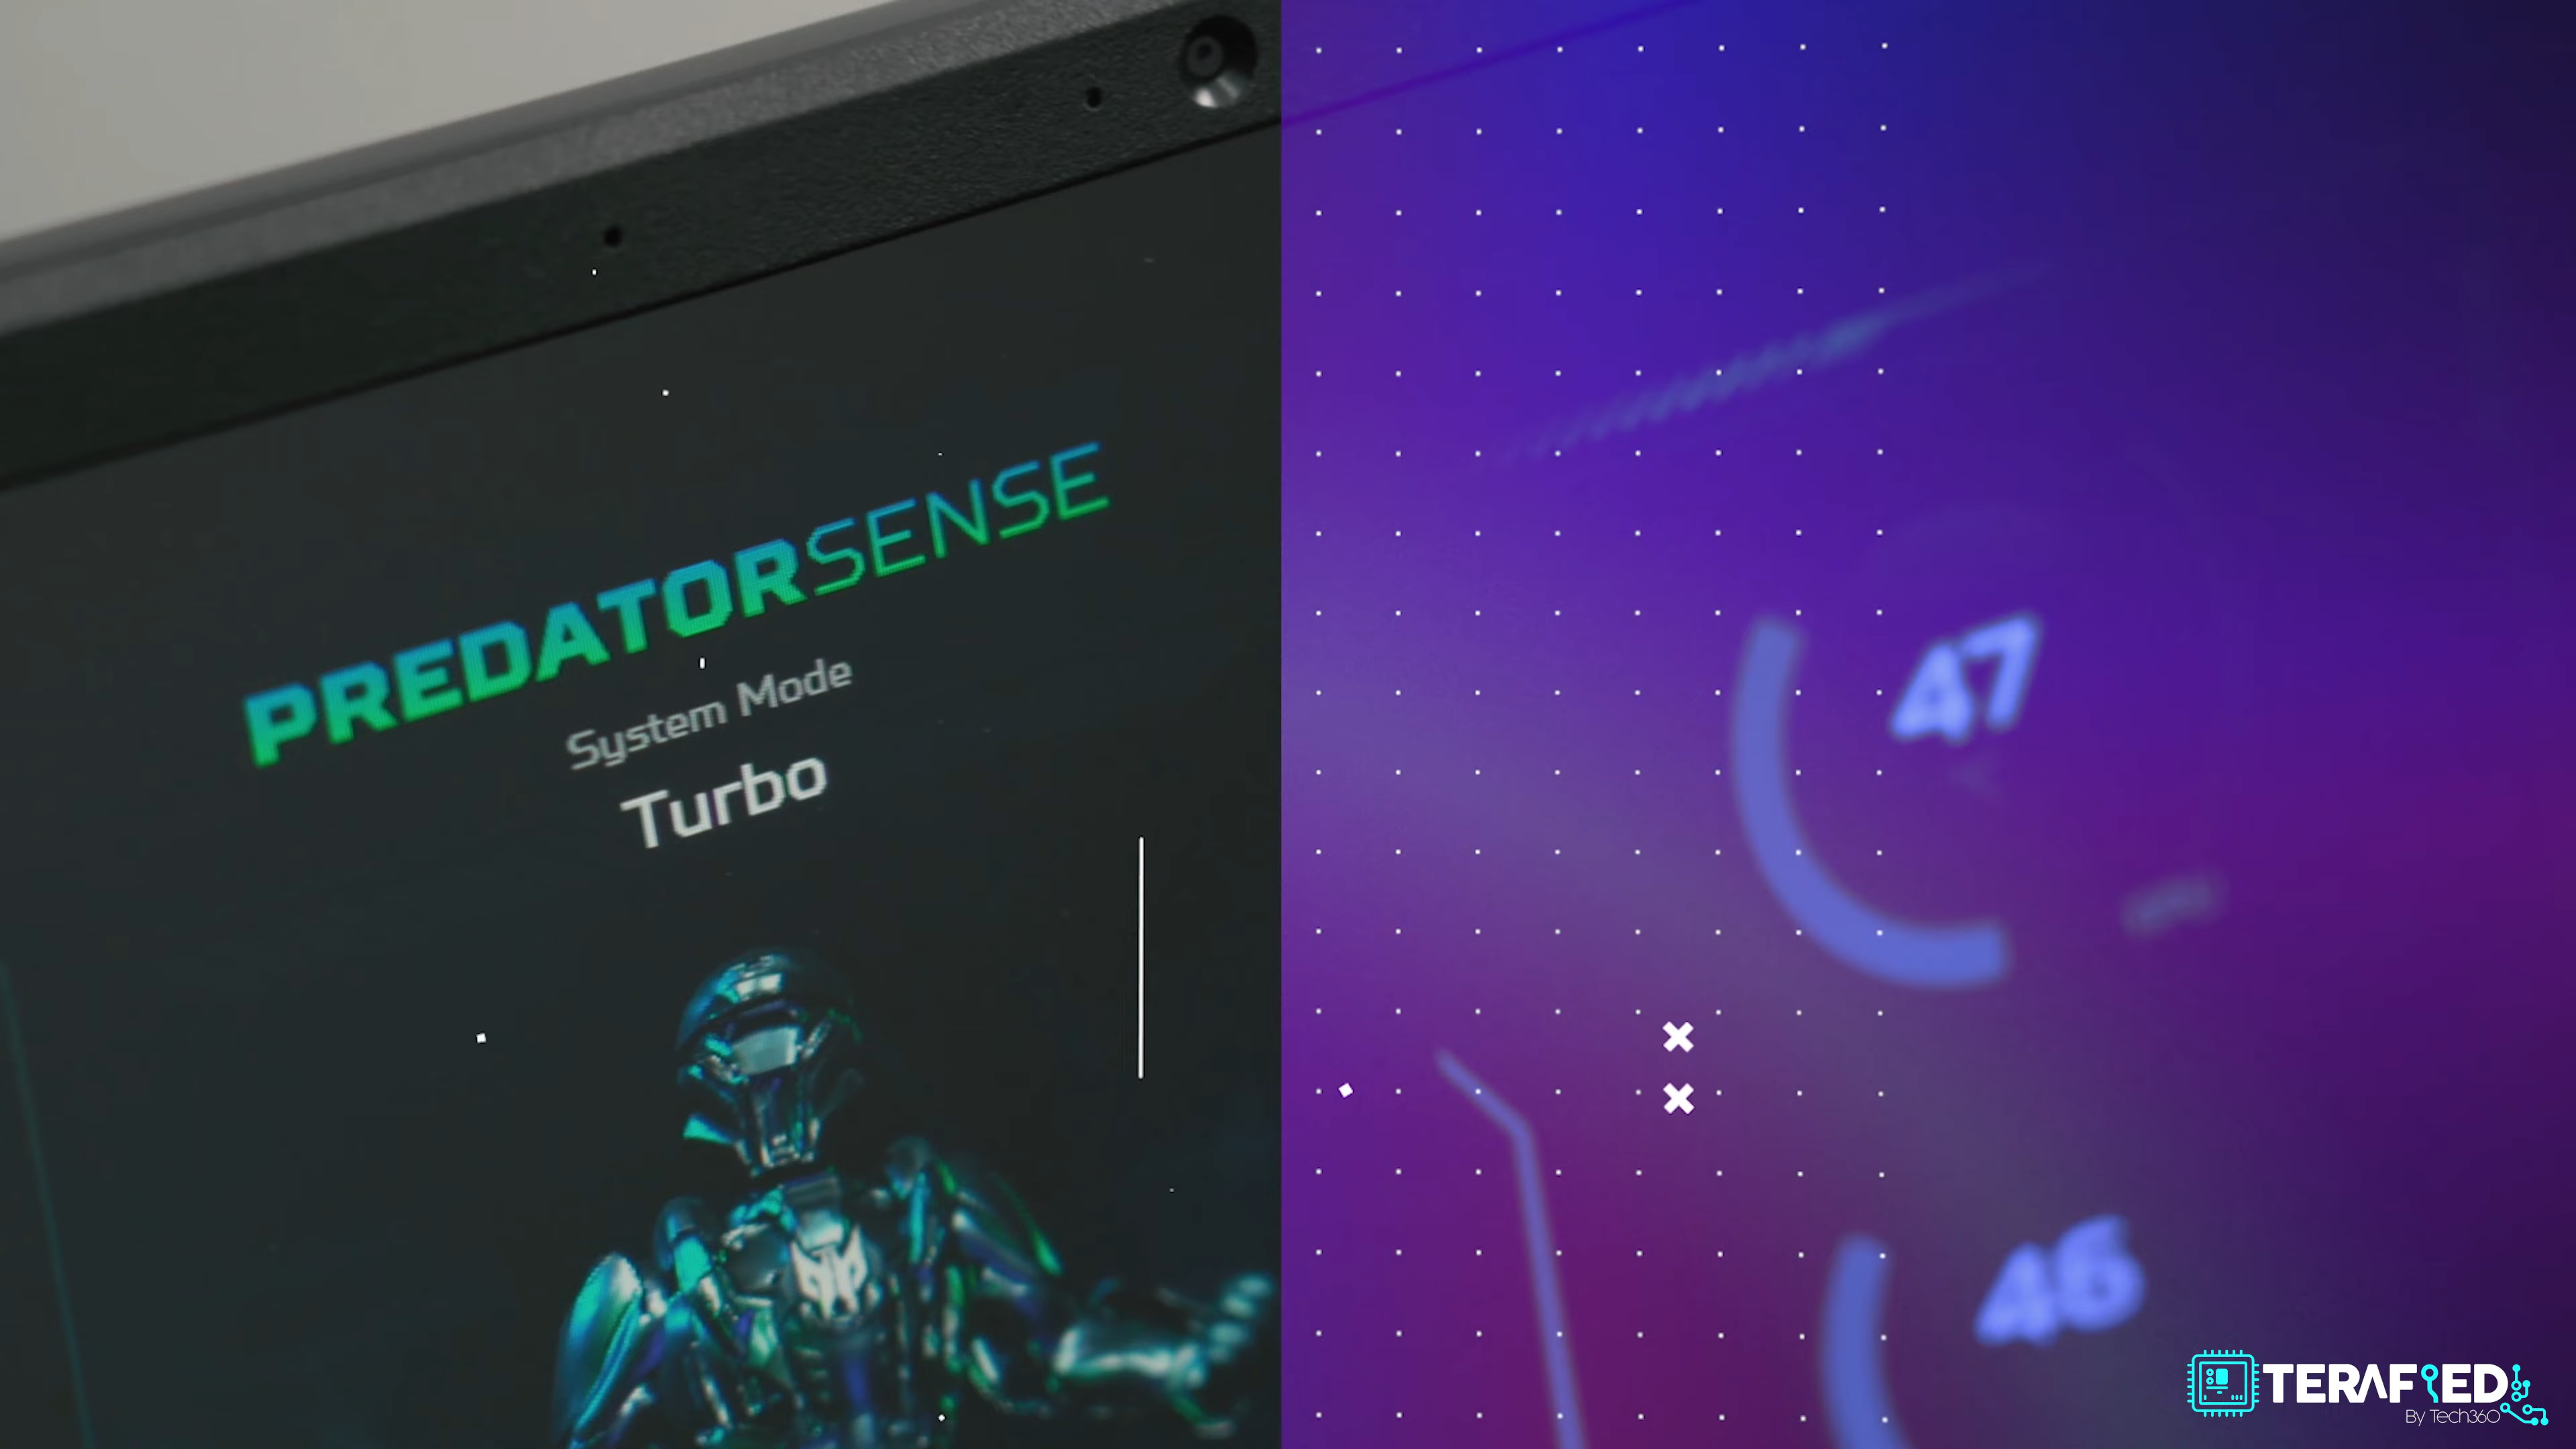 PREDATORSENSE
System Mode
Turbo
47
46
TERAFIED
By Tech360